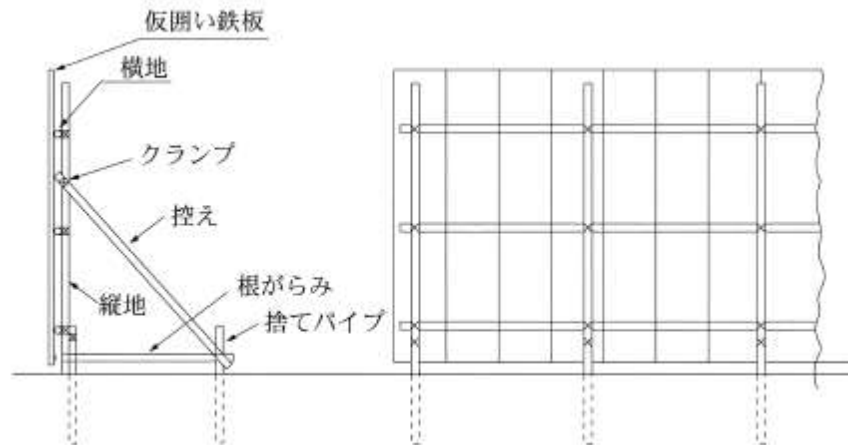 仮囲い鉄板
横地
クランプ
控え
根がらみ
縦地
捨てパイプ